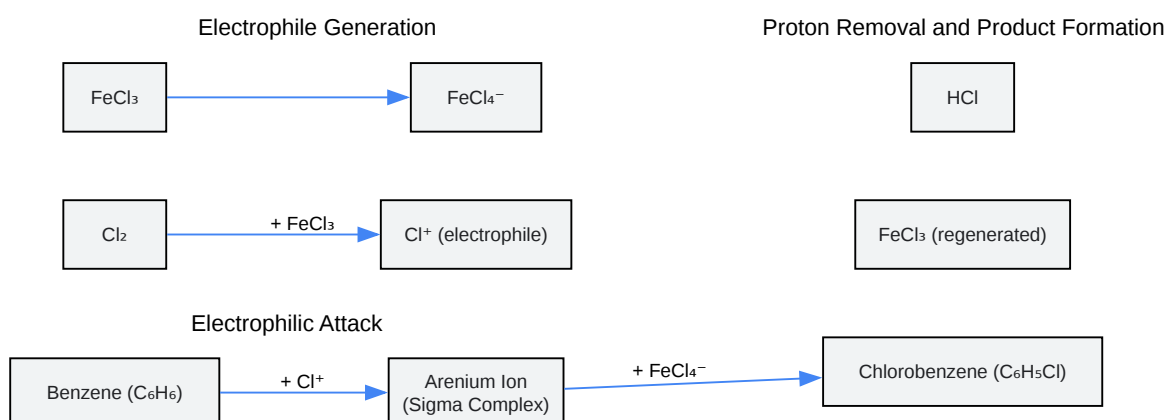 Electrophile Generation
Proton Removal and Product Formation
FeCl₃
FeCl₄⁻
HCl
Cl₂
+ FeCl₃
Cl⁺ (electrophile)
FeCl₃ (regenerated)
Electrophilic Attack
Benzene (C₆H₆)
+ Cl⁺
Arenium Ion
(Sigma Complex)
+ FeCl₄⁻
Chlorobenzene (C₆H₅Cl)